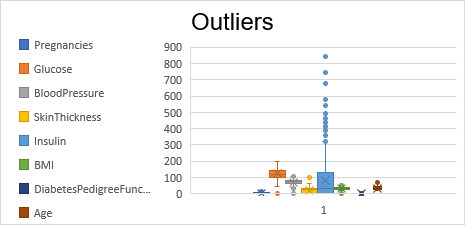 Outliers
Pregnancies
Glucose
BloodPressure
SkinThickness
Insulin
BMI
DiabetesPedigreeFunc...
Age
900
800
700
600
500
400
300
200
100
0
1